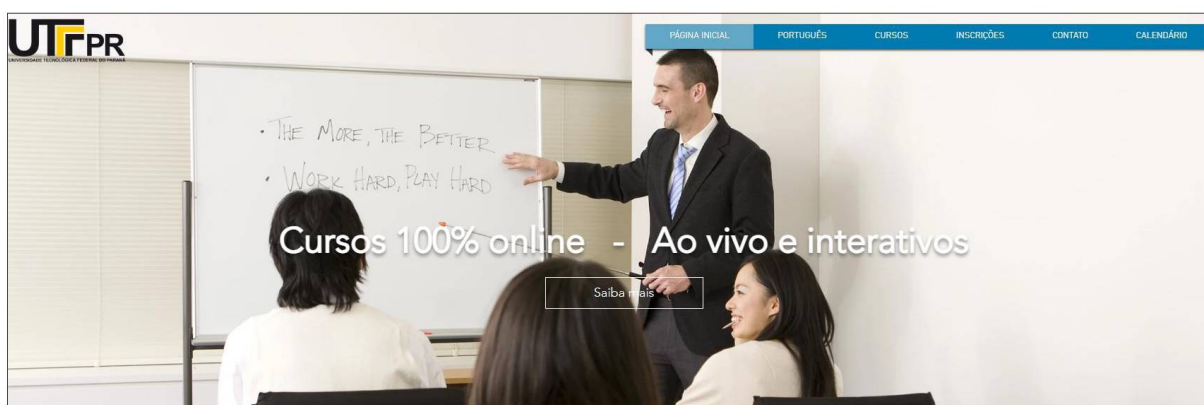 UTFPR
UNIVERSIDADE TECNOLÓGICA FEDERAL DO PARANÁ
PÁGINA INICIAL PORTUGUÊS CURSOS INSCRIÇÕES CONTATO CALENDÁRIO
• THE MORE, THE BETTER
• WORK HARD, PLAY HARD
Cursos 100% online - Ao vivo e interativos
Saiba mais